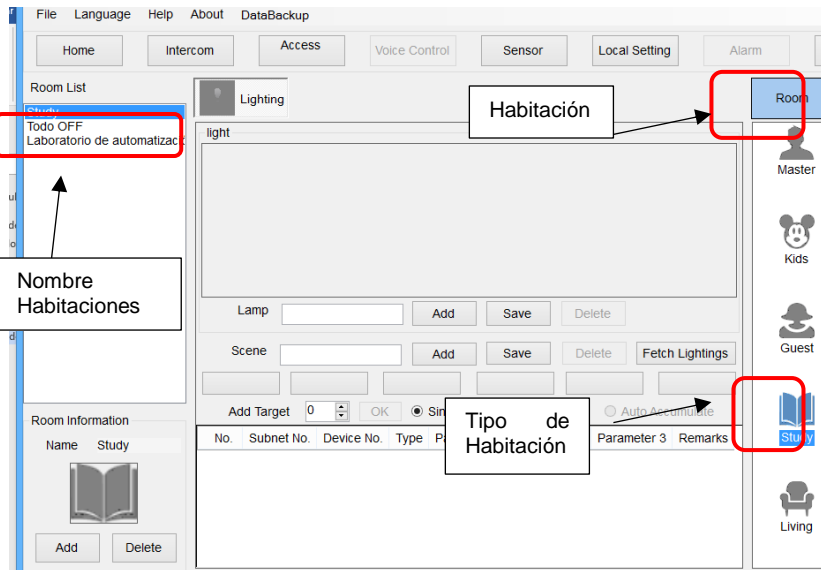 File Language Help About DataBackup
Home Intercom Access Voice Control Sensor Local Setting Alarm
Room List
Lighting
Habitación
Room
Study
Todo OFF
Laboratorio de automatizac
light
Master
Kids
Nombre
Habitaciones
Lamp Add Save Delete
Guest
Scene Add Save Delete Fetch Lightings
Add Target 0 OK Sin Auto Accumulate
Tipo de
Habitación
Room Information
Name Study
No. Subnet No. Device No. Type Pa Parameter 3 Remarks
Study
Living
Add Delete